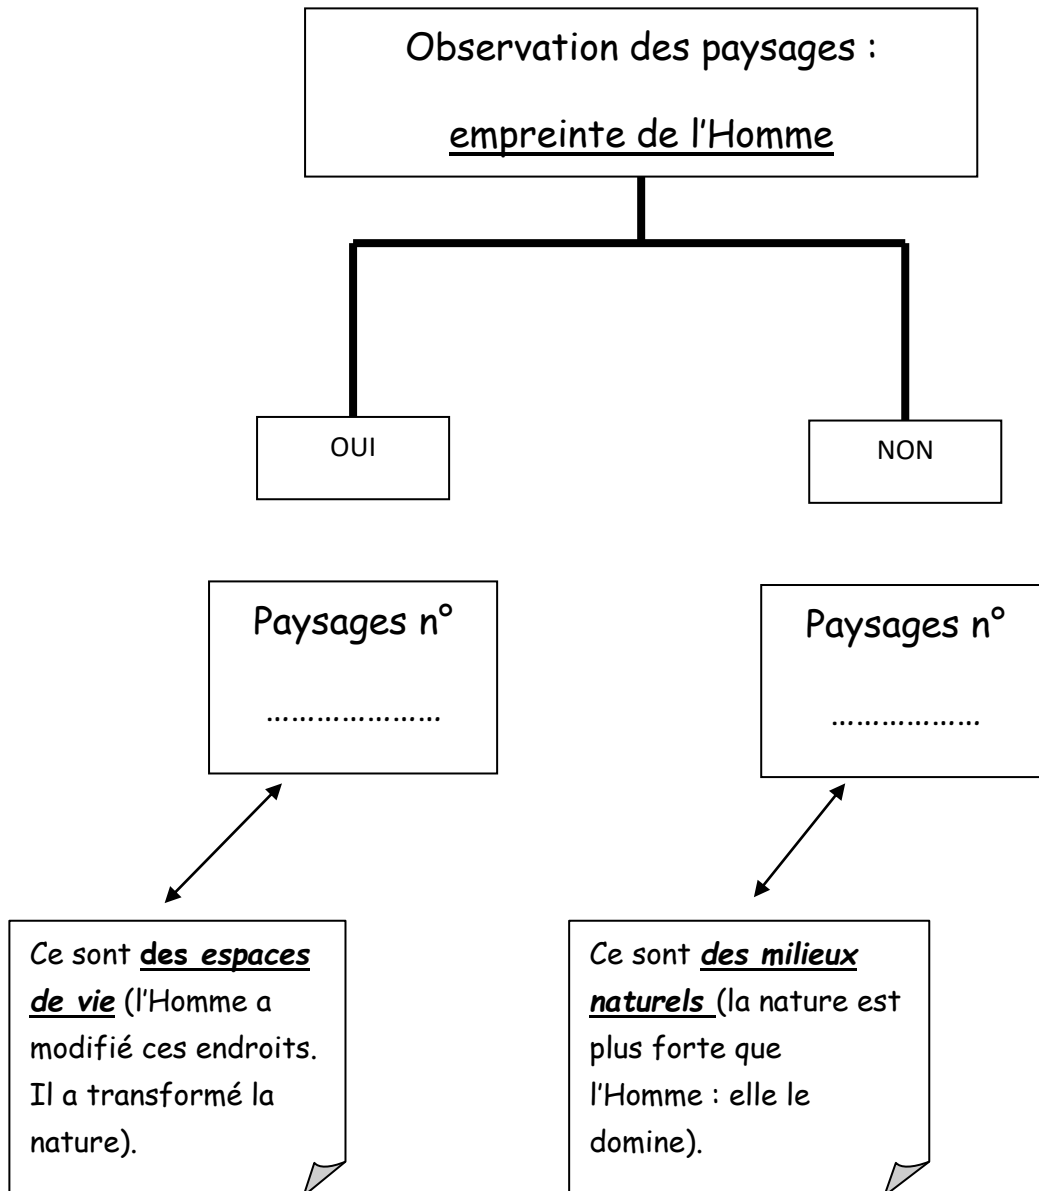 Observation des paysages :
empreinte de l'Homme
OUI
NON
Paysages n°
.....................
Paysages n°
..................
Ce sont des espaces
de vie (l'Homme a
modifié ces endroits.
Il a transformé la
nature).
Ce sont des milieux
naturels (la nature est
plus forte que
l'Homme : elle le
domine).